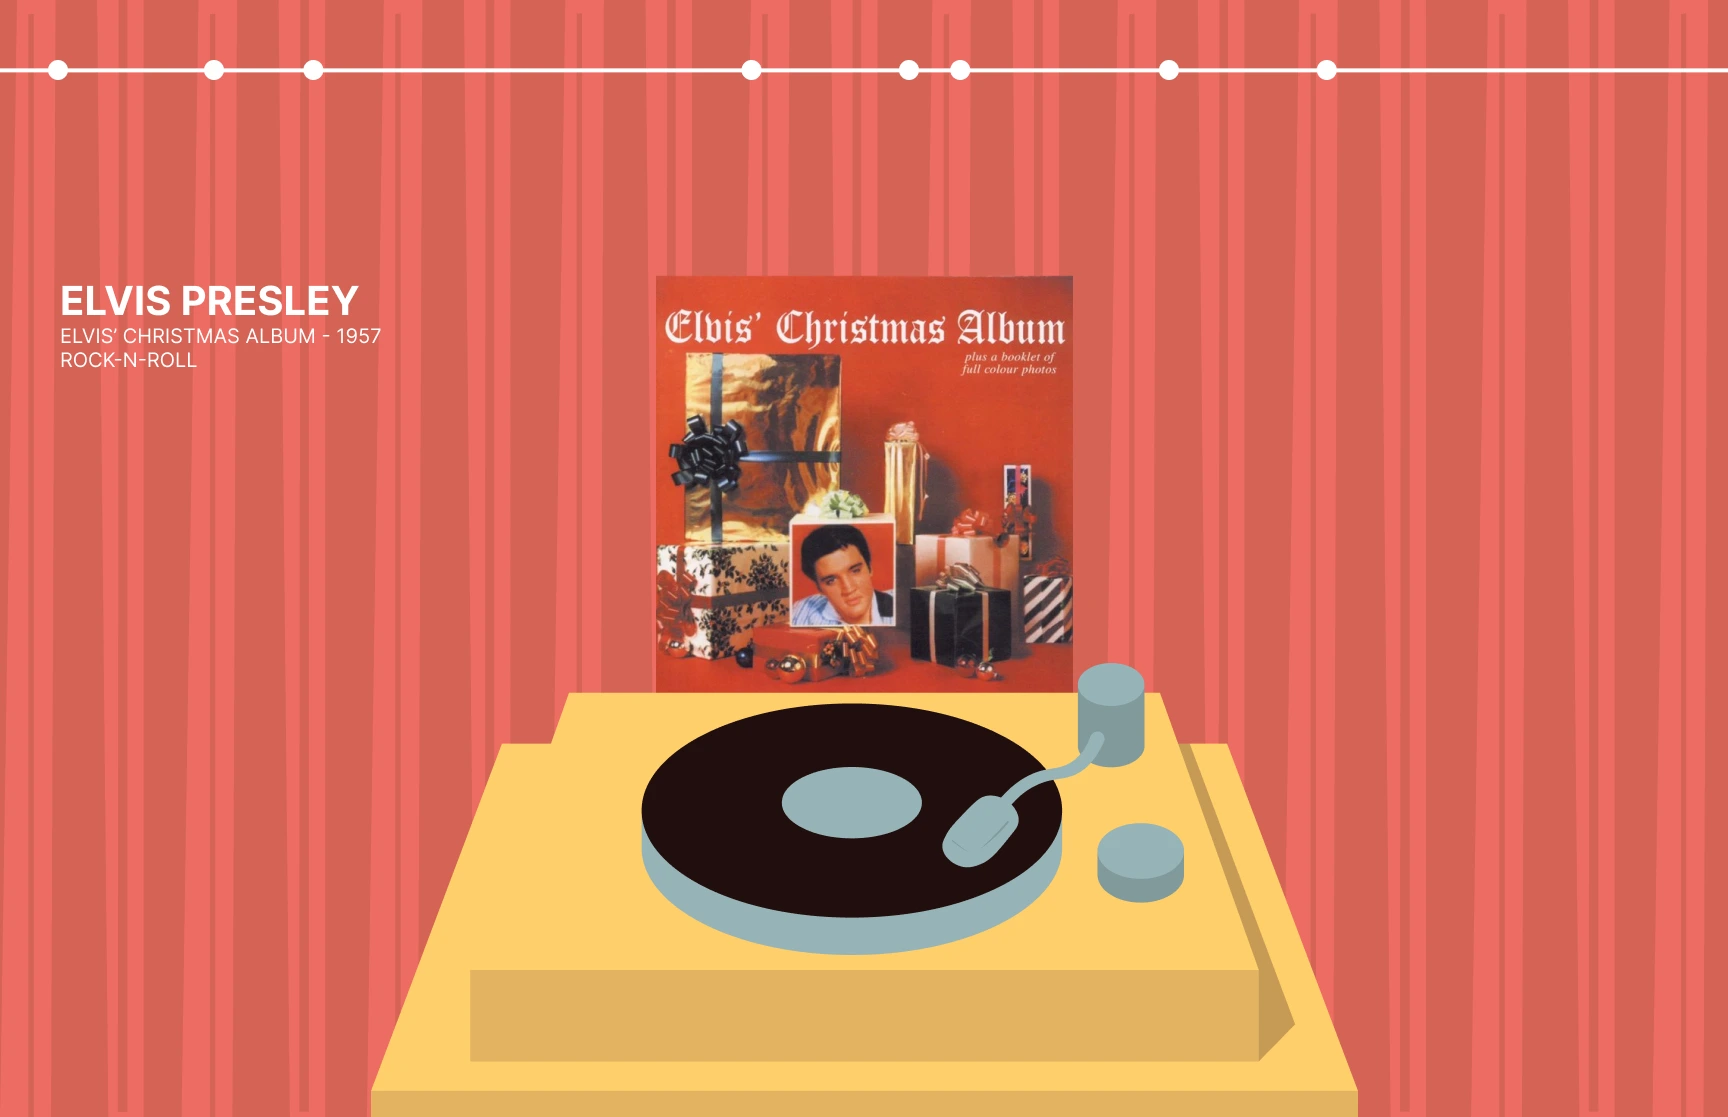 ELVIS PRESLEY
ELVIS’ CHRISTMAS ALBUM - 1957
ROCK-N-ROLL
Elvis’ Christmas Album
plus a booklet of
full colour photos